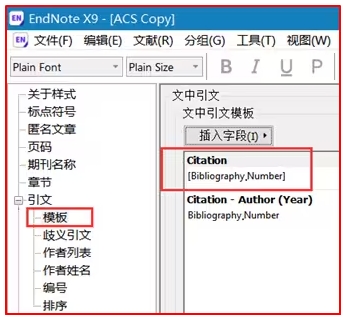 EN EndNote X9 - [ACS Copy]
EN 文件(F) 编辑(E) 文献(R) 分组(G) 工具(T) 视图(W)
Plain Font Plain Size B I U P
关于样式
标点符号
匿名文章
页码
期刊名称
章节
引文
模板
歧义引文
作者列表
作者姓名
编号
排序
文中引文
文中引文模板
插入字段(I)
Citation
[Bibliography,Number]
Citation - Author (Year)
Bibliography,Number